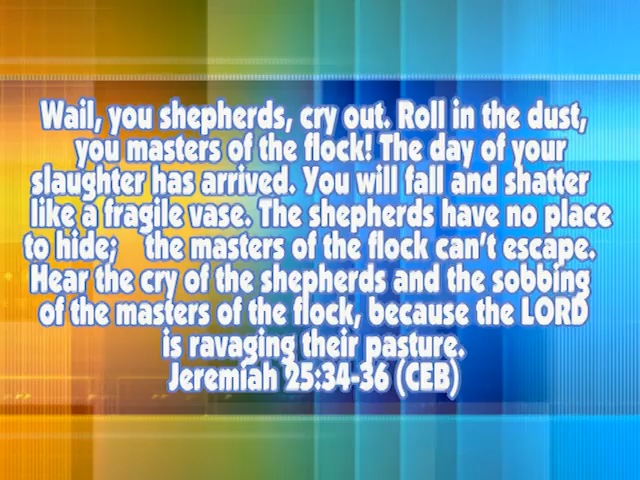 Wail, you shepherds, cry out. Roll in the dust,
you masters of the flock! The day of your
slaughter has arrived. You will fall and shatter
like a fragile vase. The shepherds have no place
to hide; the masters of the flock can't escape.
Hear the cry of the shepherds and the sobbing
of the masters of the flock, because the LORD
is ravaging their pasture.
Jeremiah 25:34-36 (CEB)